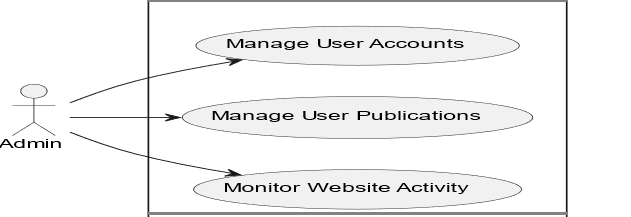 Manage User Accounts
Manage User Publications
Admin
Monitor Website Activity